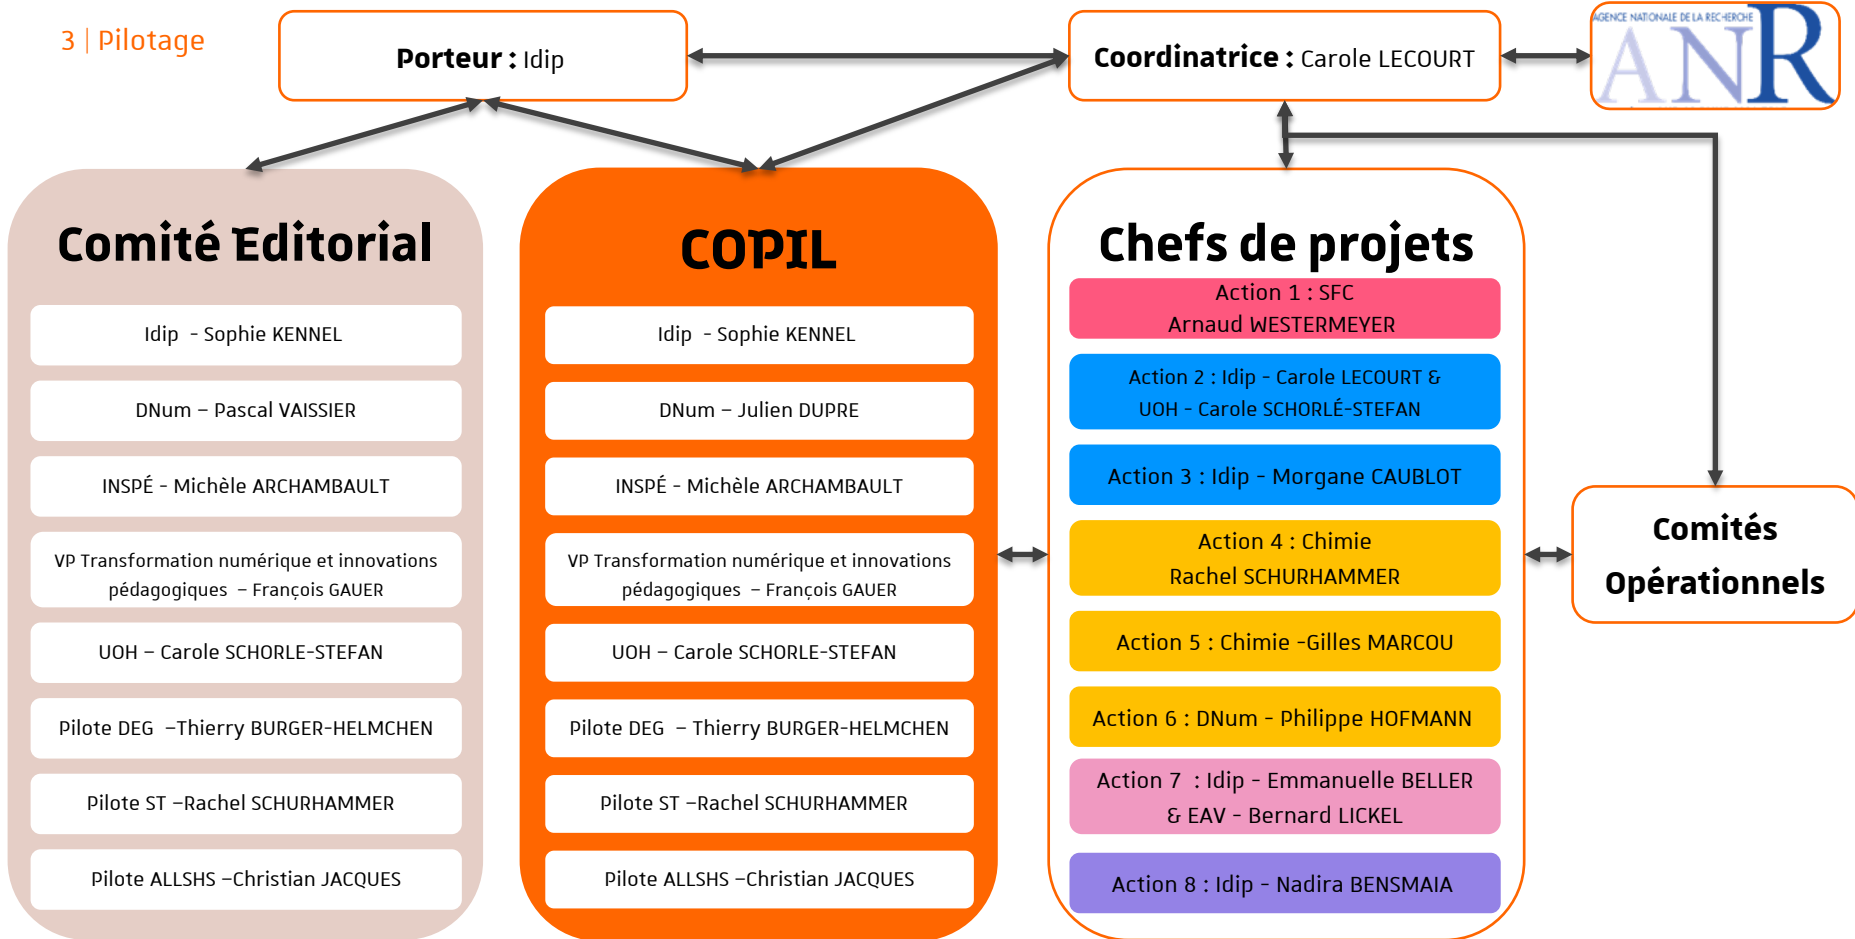 3 | Pilotage
Porteur : Idip
Coordinatrice : Carole LECOURT
AGENCE NATIONALE DE LA RECHERCHE
ANR
Comité Editorial
Idip - Sophie KENNEL
DNum – Pascal VAISSIER
INSPÉ - Michèle ARCHAMBAULT
VP Transformation numérique et innovations
pédagogiques – François GAUER
UOH – Carole SCHORLE-STEFAN
Pilote DEG –Thierry BURGER-HELMCHEN
Pilote ST –Rachel SCHURHAMMER
Pilote ALLSHS –Christian JACQUES
COPIL
Idip - Sophie KENNEL
DNum – Julien DUPRE
INSPÉ - Michèle ARCHAMBAULT
VP Transformation numérique et innovations
pédagogiques – François GAUER
UOH – Carole SCHORLE-STEFAN
Pilote DEG – Thierry BURGER-HELMCHEN
Pilote ST –Rachel SCHURHAMMER
Pilote ALLSHS –Christian JACQUES
Chefs de projets
Action 1 : SFC
Arnaud WESTERMEYER
Action 2 : Idip - Carole LECOURT &
UOH - Carole SCHORLÉ-STEFAN
Action 3 : Idip - Morgane CAUBLOT
Action 4 : Chimie
Rachel SCHURHAMMER
Action 5 : Chimie -Gilles MARCOU
Action 6 : DNum - Philippe HOFMANN
Action 7 : Idip - Emmanuelle BELLER
& EAV - Bernard LICKEL
Action 8 : Idip - Nadira BENSMAIA
Comités
Opérationnels